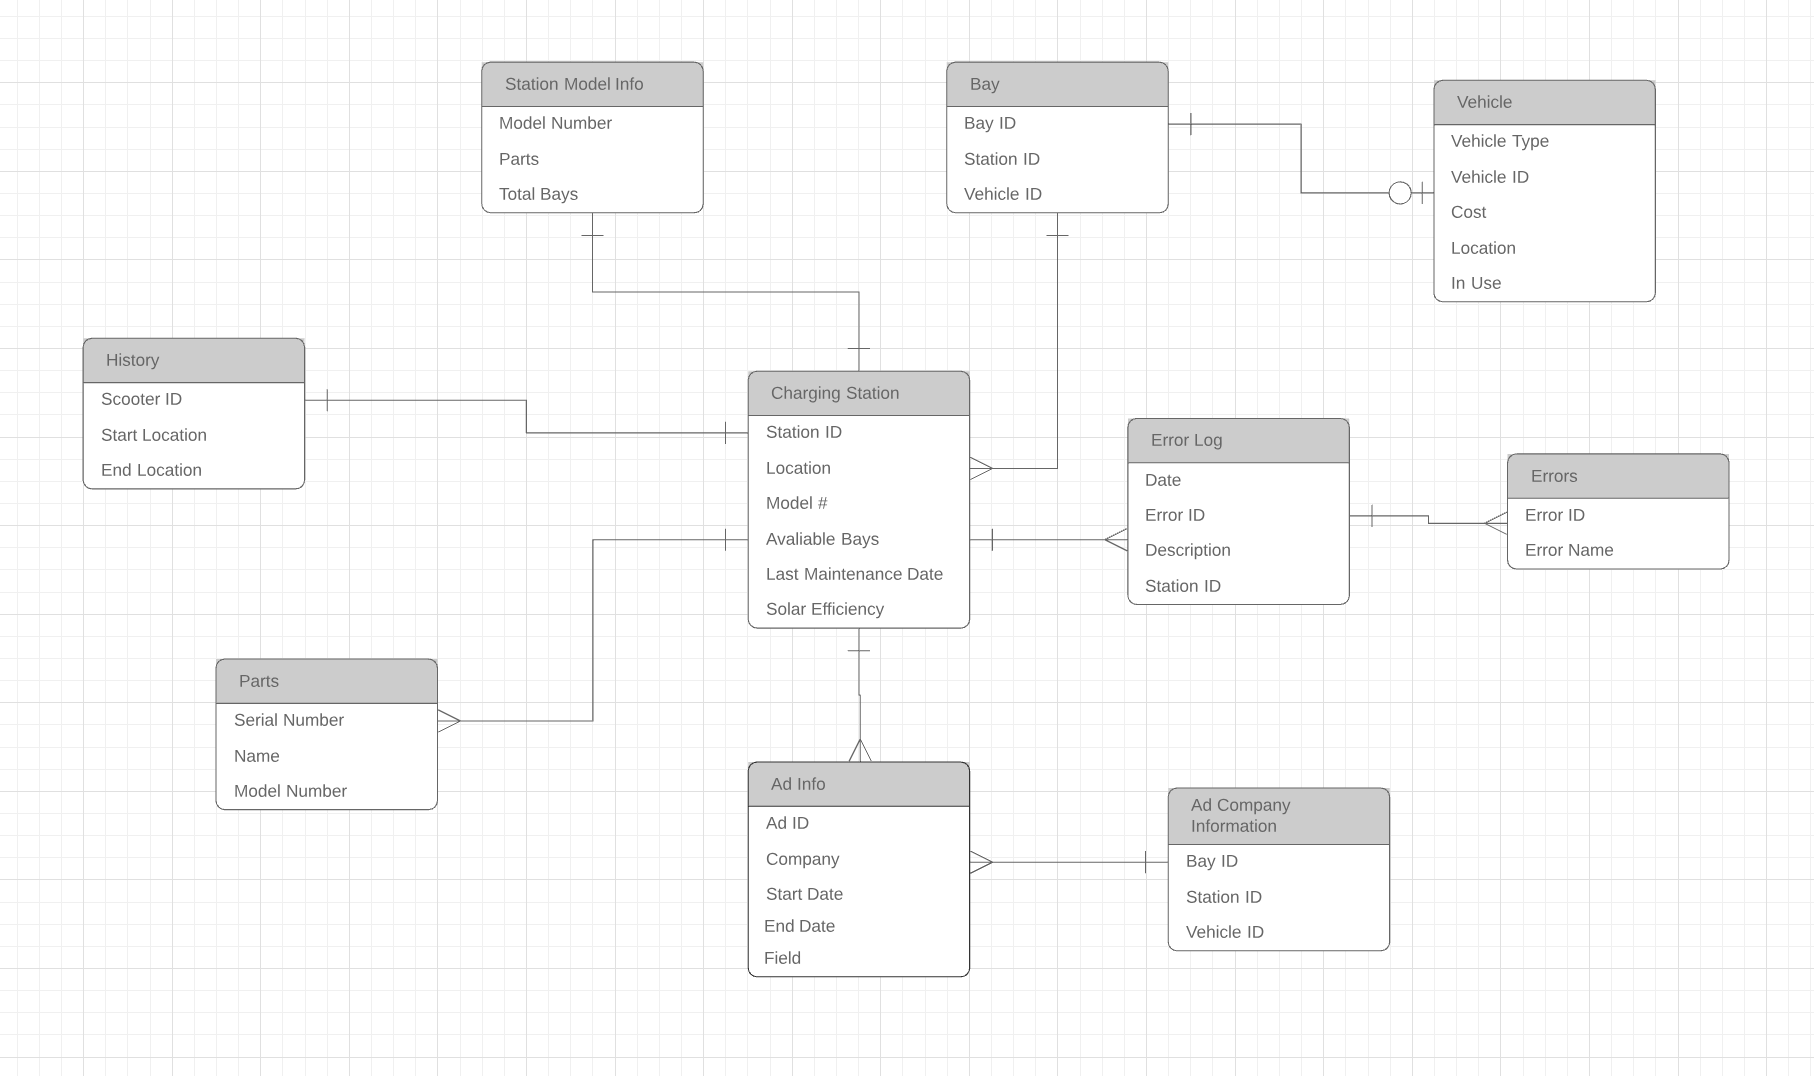 Station Model Info
Model Number
Parts
Total Bays
Bay
Bay ID
Station ID
Vehicle ID
Vehicle
Vehicle Type
Vehicle ID
Cost
Location
In Use
History
Scooter ID
Start Location
End Location
Charging Station
Station ID
Location
Model #
Avaliable Bays
Last Maintenance Date
Solar Efficiency
Error Log
Date
Error ID
Description
Station ID
Errors
Error ID
Error Name
Parts
Serial Number
Name
Model Number
Ad Info
Ad ID
Company
Start Date
End Date
Field
Ad Company
Information
Bay ID
Station ID
Vehicle ID